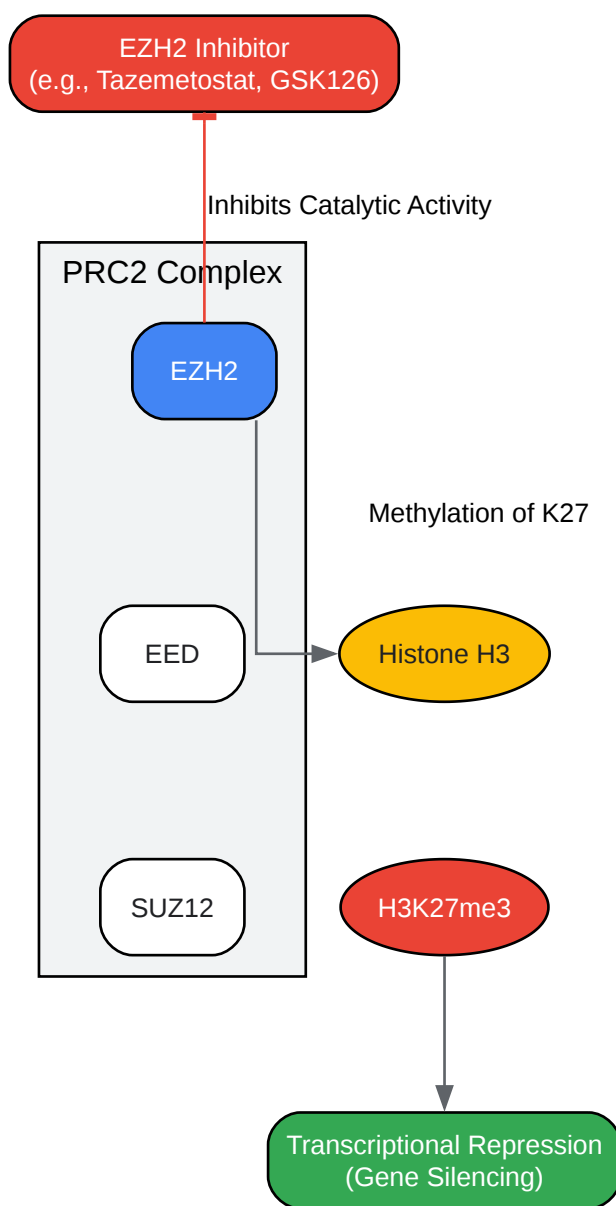 EZH2 Inhibitor
(e.g., Tazemetostat, GSK126)
Inhibits Catalytic Activity
PRC2 Complex
EZH2
Methylation of K27
EED
Histone H3
SUZ12
H3K27me3
Transcriptional Repression
(Gene Silencing)